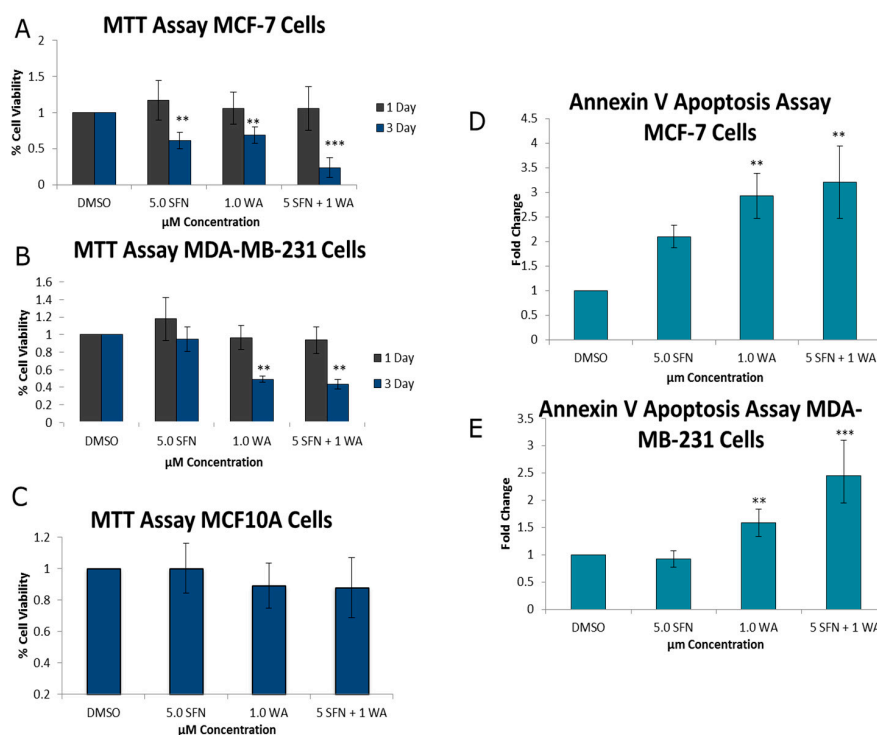 A
MTT Assay MCF-7 Cells
% Cell Viability
2
1.5
1
0.5
0
**
**
***
1 Day
3 Day
DMSO 5.0 SFN 1.0 WA 5 SFN + 1 WA
µM Concentration
B
MTT Assay MDA-MB-231 Cells
% Cell Viability
1.6
1.4
1.2
1
0.8
0.6
0.4
0.2
0
**
**
1 Day
3 Day
DMSO 5.0 SFN 1.0 WA 5 SFN + 1 WA
µM Concentration
C
MTT Assay MCF10A Cells
% Cell Viability
1.2
1
0.8
0.6
0.4
0.2
DMSO 5.0 SFN 1.0 WA 5 SFN + 1 WA
µM Concentration
D
Annexin V Apoptosis Assay
MCF-7 Cells
Fold Change
4.5
4
3.5
3
2.5
2
1.5
1
0.5
0
**
**
DMSO 5.0 SFN 1.0 WA 5 SFN + 1 WA
µm Concentration
E
Annexin V Apoptosis Assay MDA-
MB-231 Cells
Fold Change
3.5
3
2.5
2
1.5
1
0.5
0
**
***
DMSO 5.0 SFN 1.0 WA 5 SFN + 1 WA
µm Concentration